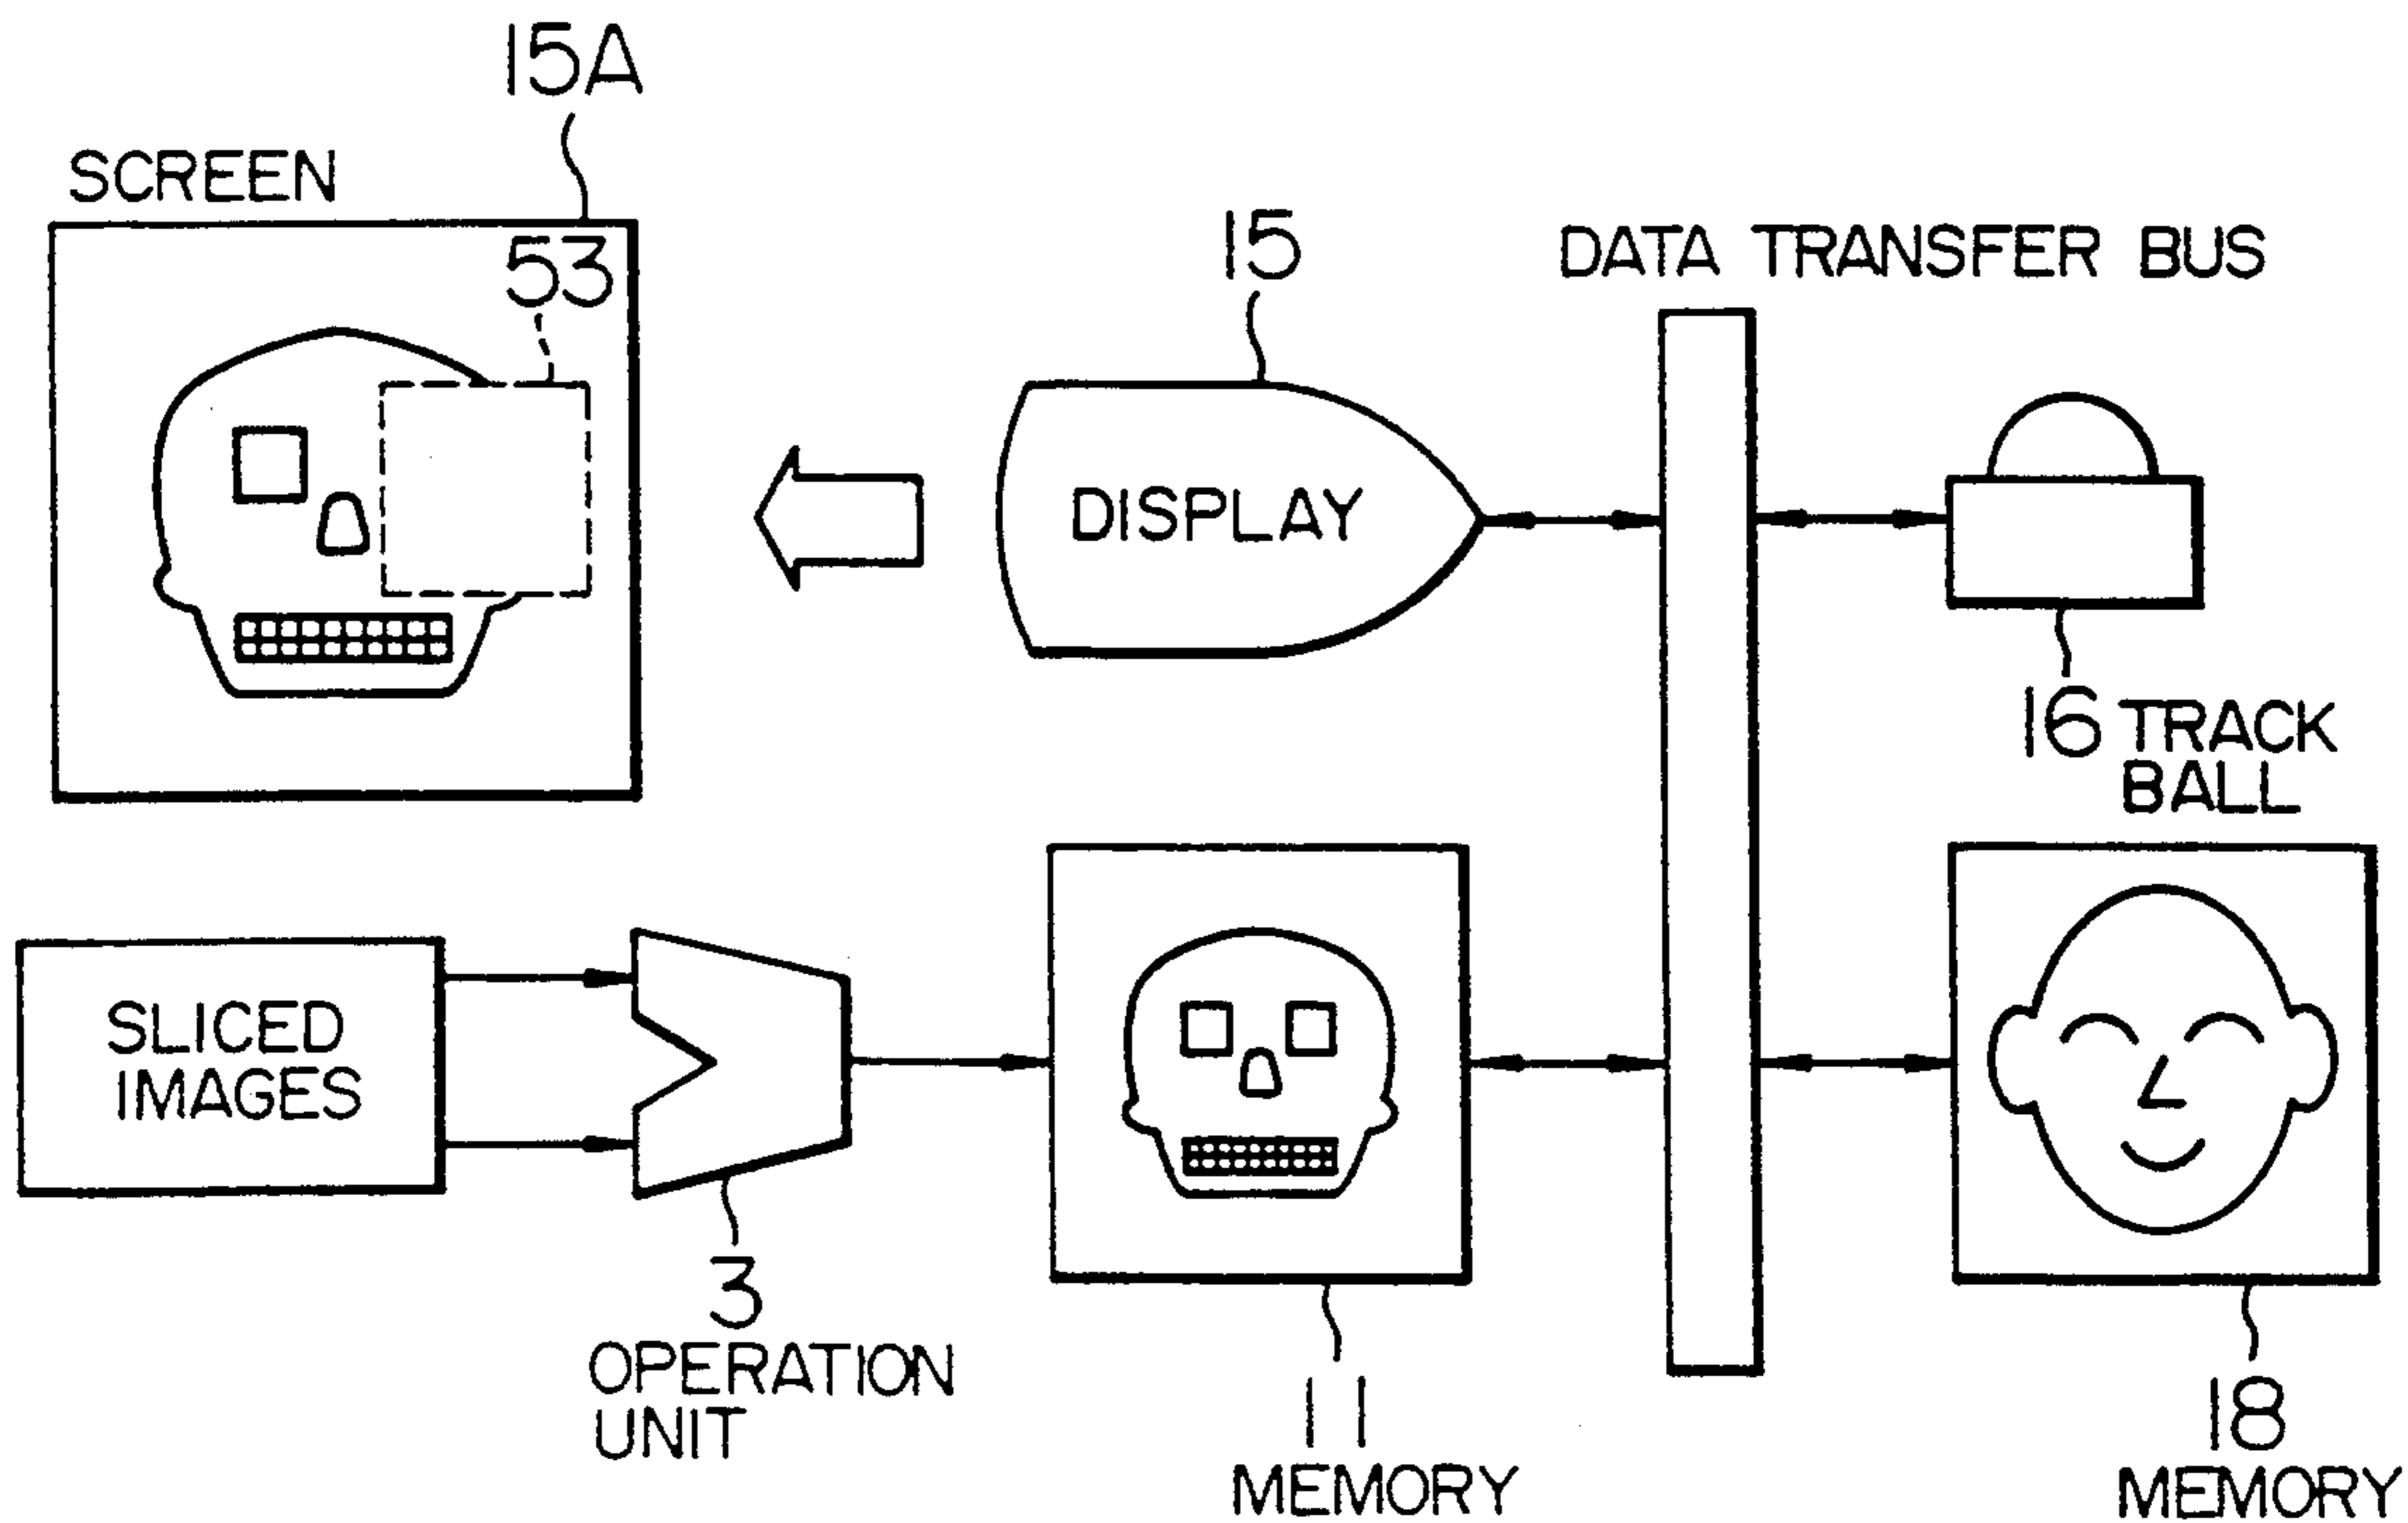 15A
SCREEN
53
15
DATA TRANSFER BUS
DISPLAY
16 TRACK
BALL
SLICED
IMAGES
3
OPERATION
UNIT
11
MEMORY
18
MEMORY